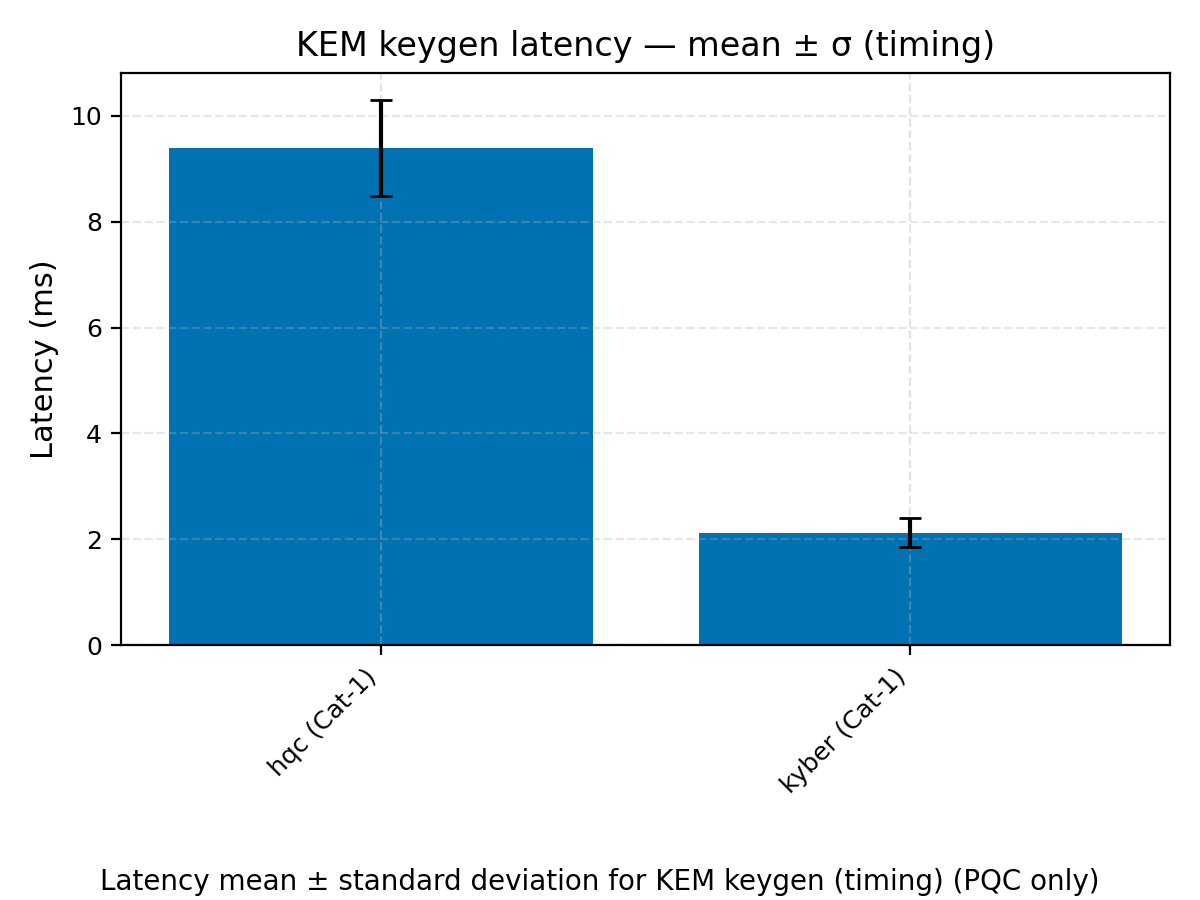 KEM keygen latency — mean ± σ (timing)
Latency (ms)
10
8
6
4
2
0
hqc (Cat-1)
kyber (Cat-1)
Latency mean ± standard deviation for KEM keygen (timing) (PQC only)